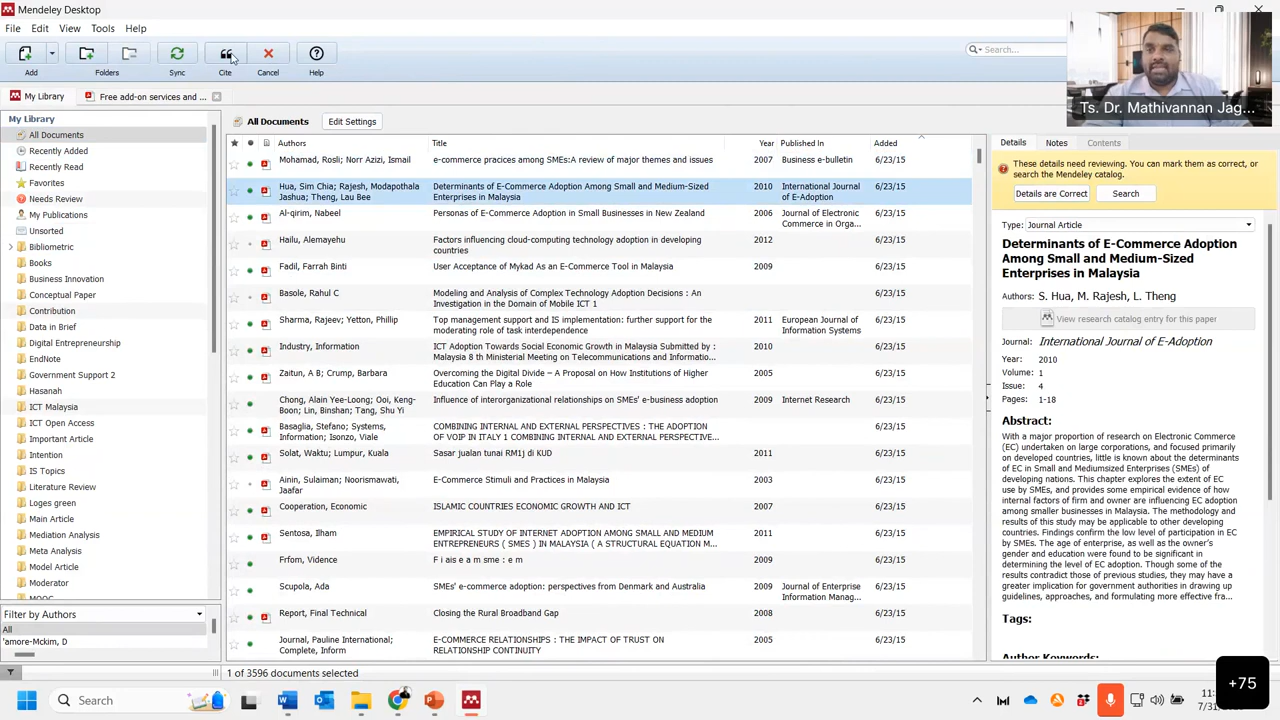 Mendeley Desktop
File Edit View Tools Help
Add Folders Sync Cite Cancel Help
Search...
Ts. Dr. Mathivannan Jag...
My Library
Free add-on services and ...
My Library
All Documents
Recently Added
Recently Read
Favorites
Needs Review
My Publications
Unsorted
Bibliometric
Books
Business Innovation
Conceptual Paper
Contribution
Data in Brief
Digital Entrepreneurship
EndNote
Government Support 2
Hasanah
ICT Malaysia
ICT Open Access
Important Article
Intention
IS Topics
Literature Review
Loges green
Main Article
Mediation Analysis
Meta Analysis
Model Article
Moderator
MOOC
Filter by Authors
All
'amore-Mckim, D
All Documents Edit Settings
Authors Title Year Published In Added
Mohamad, Rosli; Norr Azizi, Ismail e-commerce pracices among SMEs:A review of major themes and issues 2007 Business e-bulletin 6/23/15
Hua, Sim Chia; Rajesh, Modapothala Determinants of E-Commerce Adoption Among Small and Medium-Sized 2010 International Journal 6/23/15
Jashua; Theng, Lau Bee Enterprises in Malaysia of E-Adoption
Al-qirim, Nabeel Personas of E-Commerce Adoption in Small Businesses in New Zealand 2006 Journal of Electronic 6/23/15
Commerce in Orga...
Hailu, Alemayehu Factors influencing cloud-computing technology adoption in developing 2012 6/23/15
countries
Fadil, Farrah Binti User Acceptance of Mykad As an E-Commerce Tool in Malaysia 2009 6/23/15
Basole, Rahul C Modeling and Analysis of Complex Technology Adoption Decisions : An 6/23/15
Investigation in the Domain of Mobile ICT 1
Sharma, Rajeev; Yetton, Phillip Top management support and IS implementation: further support for the 2011 European Journal of 6/23/15
moderating role of task interdependence Information Systems
Industry, Information ICT Adoption Towards Social Economic Growth in Malaysia Submitted by : 2010 6/23/15
Malaysia 8 th Ministerial Meeting on Telecommunications and Informatio...
Zaitun, A B; Crump, Barbara Overcoming the Digital Divide – A Proposal on How Institutions of Higher 2005 6/23/15
Education Can Play a Role
Chong, Alain Yee-Loong; Ooi, Keng- Influence of interorganizational relationships on SMEs' e-business adoption 2009 Internet Research 6/23/15
Boon; Lin, Binshan; Tang, Shu Yi
Basaglia, Stefano; Systems, COMBINING INTERNAL AND EXTERNAL PERSPECTIVES : THE ADOPTION 6/23/15
Information; Isonzo, Viale OF VOIP IN ITALY 1 COMBINING INTERNAL AND EXTERNAL PERSPECTIVE...
Solat, Waktu; Lumpur, Kuala Sasar jualan tunai RM1j di KUD 2011 6/23/15
Ainin, Sulaiman; Noorismawati, E-Commerce Stimuli and Practices in Malaysia 2003 6/23/15
Jaafar
Cooperation, Economic ISLAMIC COUNTRIES ECONOMIC GROWTH AND ICT 6/23/15
Sentosa, Ilham EMPIRICAL STUDY OF INTERNET ADOPTION AMONG SMALL AND MEDIUM 2011 6/23/15
ENTREPRENEURS ( SMES ) IN MALAYSIA ( A STRUCTURAL EQUATION M...
Frfom, Vidence F i ais e a m sme : e m 6/23/15
Scupola, Ada SMEs' e-commerce adoption: perspectives from Denmark and Australia 2009 Journal of Enterprise 6/23/15
Information Manag...
Report, Final Technical Closing the Rural Broadband Gap 2008 6/23/15
Journal, Pauline International; E-COMMERCE RELATIONSHIPS : THE IMPACT OF TRUST ON 2005 6/23/15
Complete, Inform RELATIONSHIP CONTINUITY
1 of 3596 documents selected
Details Notes Contents
These details need reviewing. You can mark them as correct, or
search the Mendeley catalog.
Details are Correct Search
Type: Journal Article
Determinants of E-Commerce Adoption
Among Small and Medium-Sized
Enterprises in Malaysia
Authors: S. Hua, M. Rajesh, L. Theng
View research catalog entry for this paper
Journal: International Journal of E-Adoption
Year: 2010
Volume: 1
Issue: 4
Pages: 1-18
Abstract:
With a major proportion of research on Electronic Commerce
(EC) undertaken on large corporations, and focused primarily
on developed countries, little is known about the determinants
of EC in Small and Mediumsized Enterprises (SMEs) of
developing nations. This chapter explores the extent of EC
use by SMEs, and provides some empirical evidence of how
internal factors of firm and owner are influencing EC adoption
among smaller businesses in Malaysia. The methodology and
results of this study may be applicable to other developing
countries. Findings confirm the low level of participation in EC
by SMEs. The age of enterprise, as well as the owner's
gender and education were found to be significant in
determining the level of EC adoption. Though some of the
results contradict those of previous studies, they may have a
greater implication for government authorities in drawing up
guidelines, approaches, and formulating more effective fra...
Tags:
Author Keywords:
Search
11:
7/31/
+75